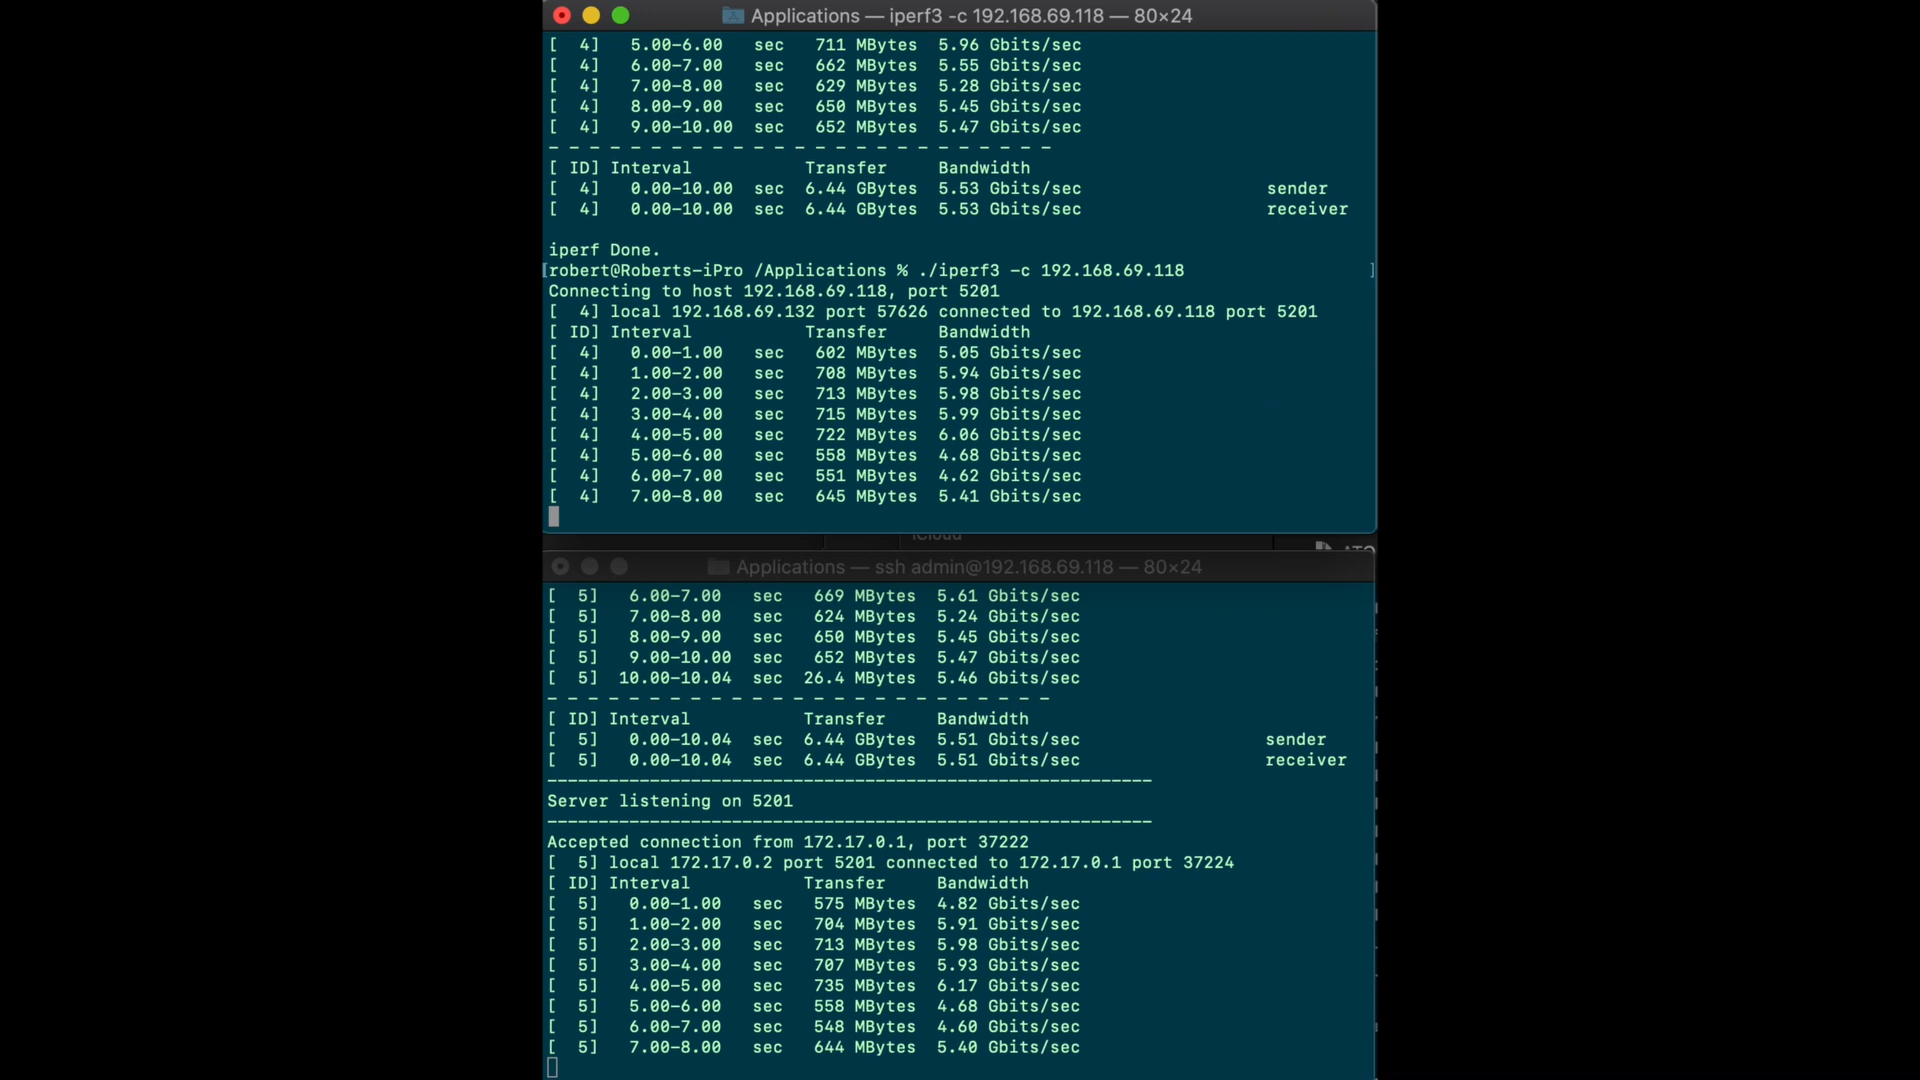 Applications — iperf3 -c 192.168.69.118 — 80×24
[  4]   5.00-6.00   sec   711 MBytes  5.96 Gbits/sec
[  4]   6.00-7.00   sec   662 MBytes  5.55 Gbits/sec
[  4]   7.00-8.00   sec   629 MBytes  5.28 Gbits/sec
[  4]   8.00-9.00   sec   650 MBytes  5.45 Gbits/sec
[  4]   9.00-10.00  sec   652 MBytes  5.47 Gbits/sec
- - - - - - - - - - - - - - - - - - - - - - - - -
[ ID] Interval           Transfer     Bandwidth
[  4]   0.00-10.00  sec  6.44 GBytes  5.53 Gbits/sec                  sender
[  4]   0.00-10.00  sec  6.44 GBytes  5.53 Gbits/sec                  receiver
iperf Done.
[robert@Roberts-iPro /Applications % ./iperf3 -c 192.168.69.118 ]
Connecting to host 192.168.69.118, port 5201
[  4] local 192.168.69.132 port 57626 connected to 192.168.69.118 port 5201
[ ID] Interval           Transfer     Bandwidth
[  4]   0.00-1.00   sec   602 MBytes  5.05 Gbits/sec
[  4]   1.00-2.00   sec   708 MBytes  5.94 Gbits/sec
[  4]   2.00-3.00   sec   713 MBytes  5.98 Gbits/sec
[  4]   3.00-4.00   sec   715 MBytes  5.99 Gbits/sec
[  4]   4.00-5.00   sec   722 MBytes  6.06 Gbits/sec
[  4]   5.00-6.00   sec   558 MBytes  4.68 Gbits/sec
[  4]   6.00-7.00   sec   551 MBytes  4.62 Gbits/sec
[  4]   7.00-8.00   sec   645 MBytes  5.41 Gbits/sec
iCloud
Applications — ssh admin@192.168.69.118 — 80×24
[  5]   6.00-7.00   sec   669 MBytes  5.61 Gbits/sec
[  5]   7.00-8.00   sec   624 MBytes  5.24 Gbits/sec
[  5]   8.00-9.00   sec   650 MBytes  5.45 Gbits/sec
[  5]   9.00-10.00  sec   652 MBytes  5.47 Gbits/sec
[  5]  10.00-10.04  sec  26.4 MBytes  5.46 Gbits/sec
- - - - - - - - - - - - - - - - - - - - - - - - -
[ ID] Interval           Transfer     Bandwidth
[  5]   0.00-10.04  sec  6.44 GBytes  5.51 Gbits/sec                  sender
[  5]   0.00-10.04  sec  6.44 GBytes  5.51 Gbits/sec                  receiver
-----------------------------------------------------------
Server listening on 5201
-----------------------------------------------------------
Accepted connection from 172.17.0.1, port 37222
[  5] local 172.17.0.2 port 5201 connected to 172.17.0.1 port 37224
[ ID] Interval           Transfer     Bandwidth
[  5]   0.00-1.00   sec   575 MBytes  4.82 Gbits/sec
[  5]   1.00-2.00   sec   704 MBytes  5.91 Gbits/sec
[  5]   2.00-3.00   sec   713 MBytes  5.98 Gbits/sec
[  5]   3.00-4.00   sec   707 MBytes  5.93 Gbits/sec
[  5]   4.00-5.00   sec   735 MBytes  6.17 Gbits/sec
[  5]   5.00-6.00   sec   558 MBytes  4.68 Gbits/sec
[  5]   6.00-7.00   sec   548 MBytes  4.60 Gbits/sec
[  5]   7.00-8.00   sec   644 MBytes  5.40 Gbits/sec